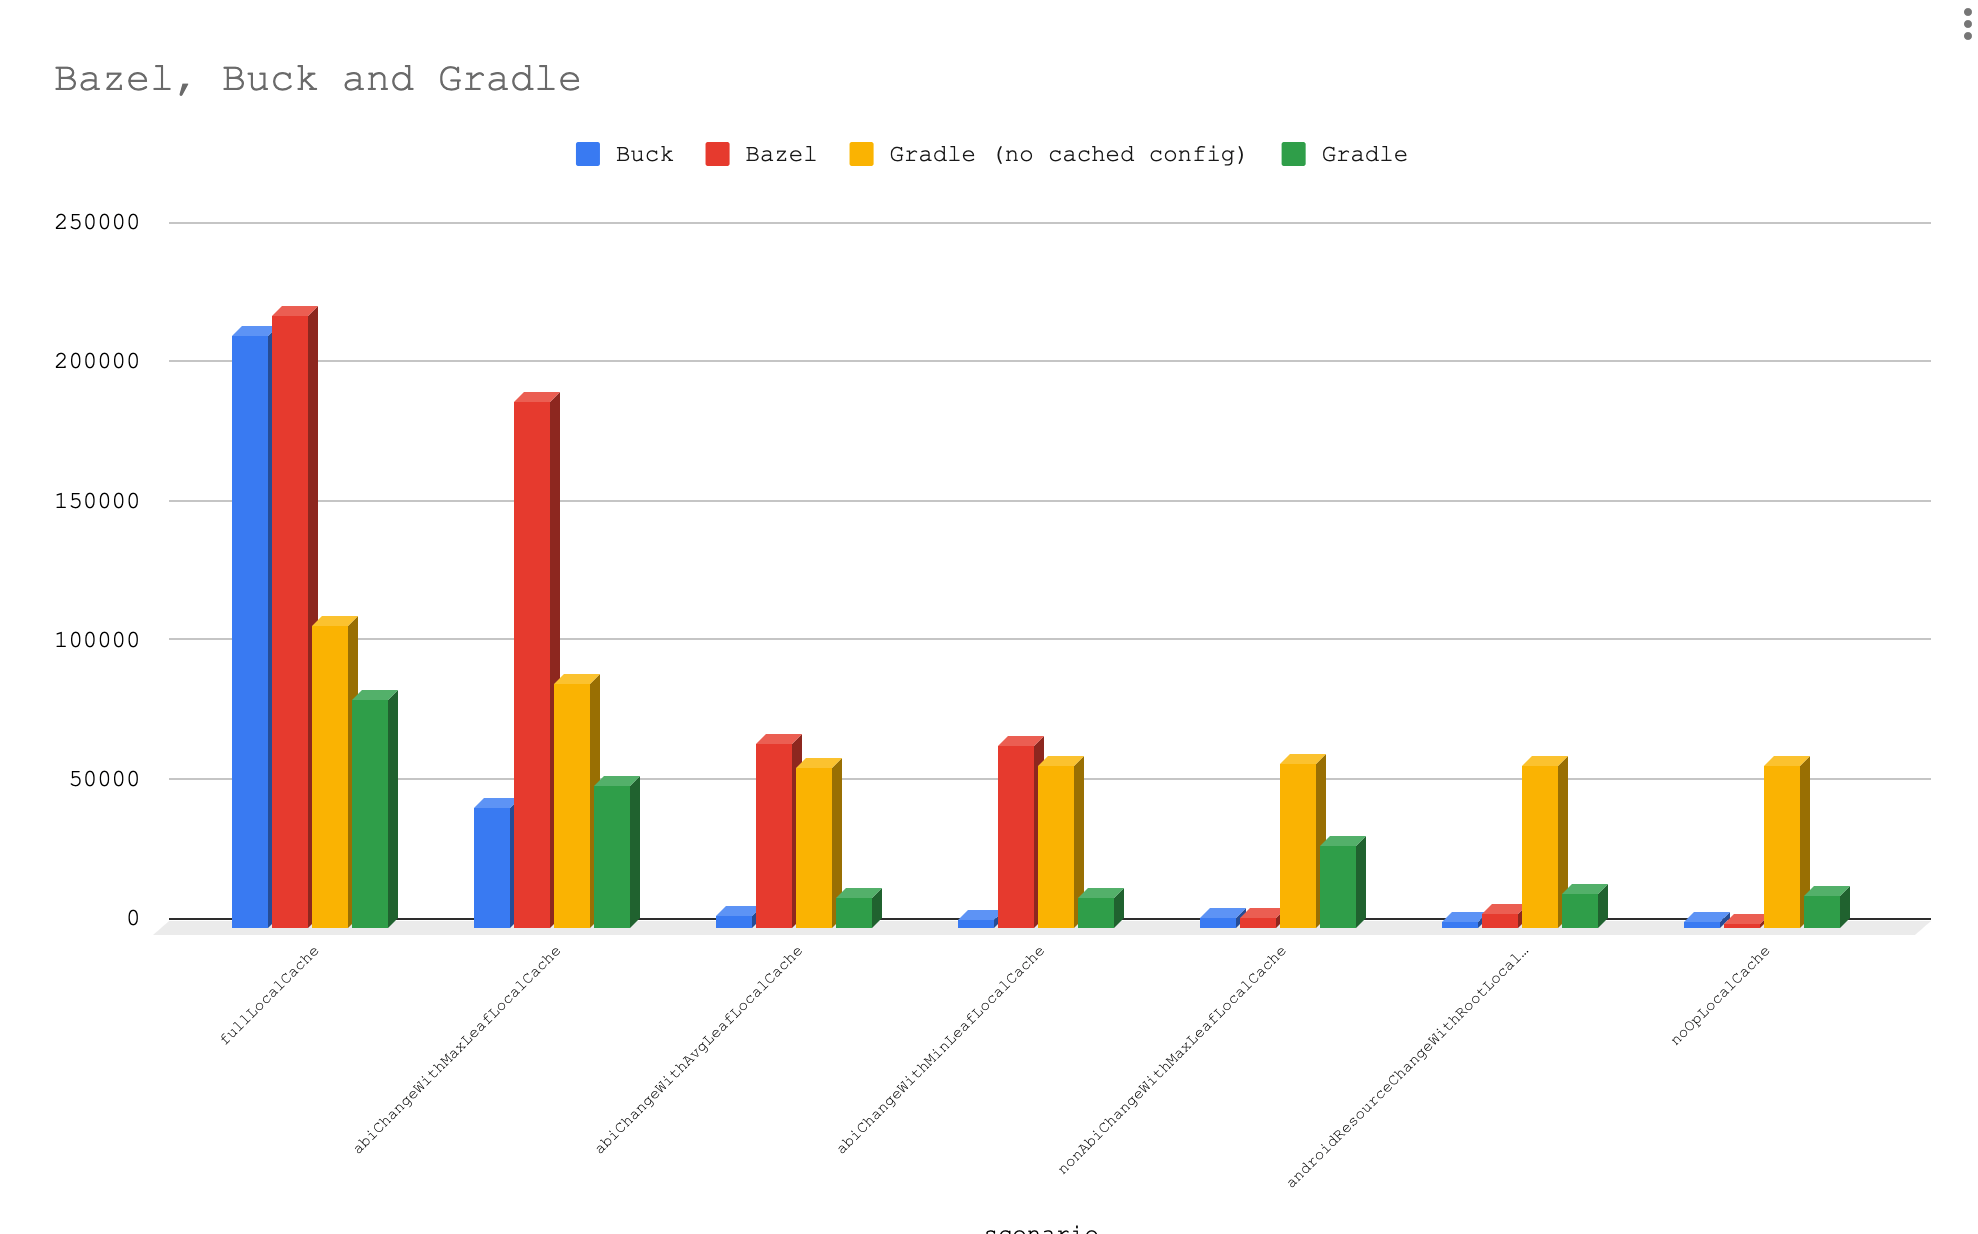 Bazel, Buck and Gradle
Buck
Bazel
Gradle (no cached config)
Gradle
250000
200000
150000
100000
50000
0
fullLocalCache
abiChangeWithMaxLeafLocalCache
abiChangeWithAvgLeafLocalCache
abiChangeWithMinLeafLocalCache
nonAbiChangeWithMaxLeafLocalCache
androidResourceChangeWithRootLocal…
noOpLocalCache
scenario